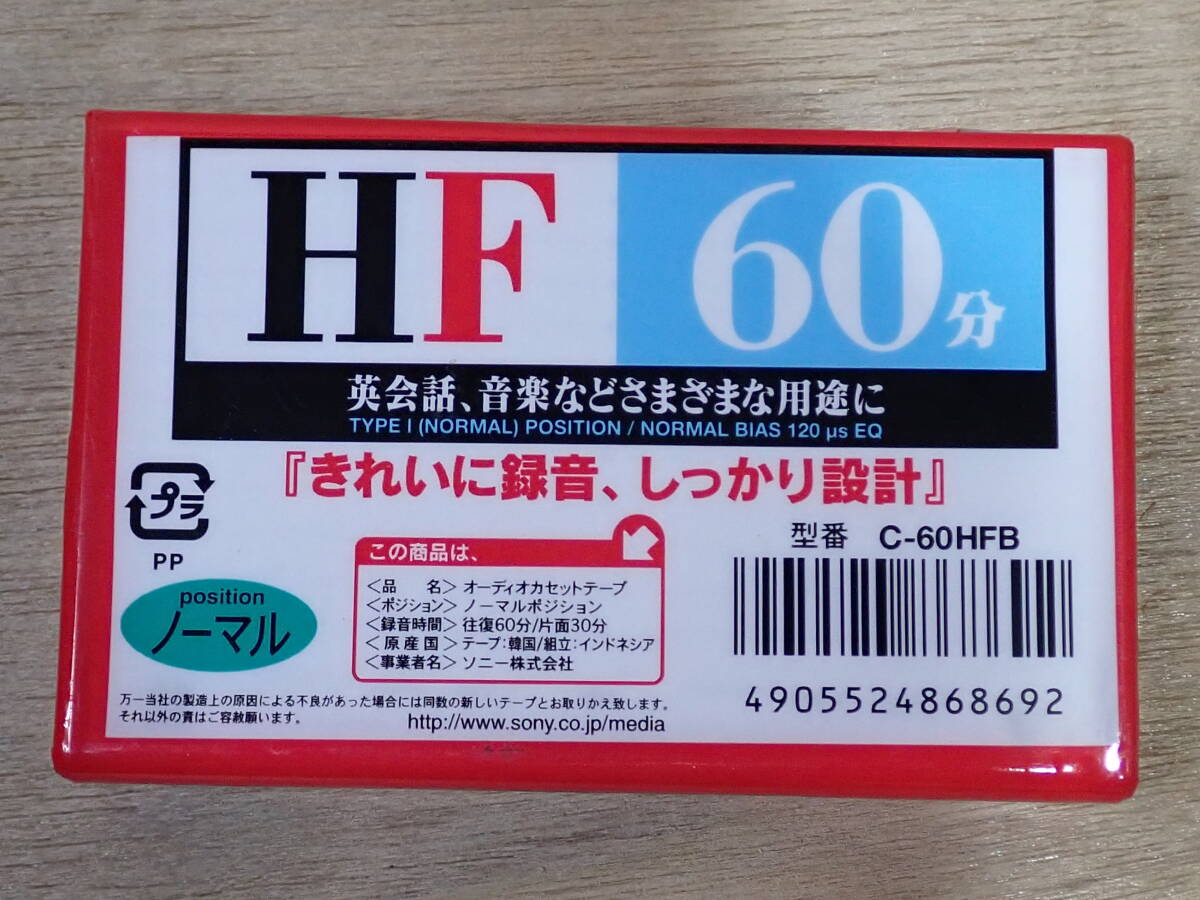 HF 60分
英会話、音楽などさまざまな用途に
TYPE I (NORMAL) POSITION / NORMAL BIAS 120 µs EQ
『きれいに録音、しっかり設計』
プラ
PP
position
ノーマル
この商品は、
<品　名> オーディオカセットテープ
<ポジション> ノーマルポジション
<録音時間> 往復60分/片面30分
<原産国> テープ:韓国/組立:インドネシア
<事業者名> ソニー株式会社
型番 C-60HFB
4905524868692
万一当社の製造上の原因による不良があった場合には同数の新しいテープとお取りかえ致します。
それ以外の責はご容赦願います。
http://www.sony.co.jp/media